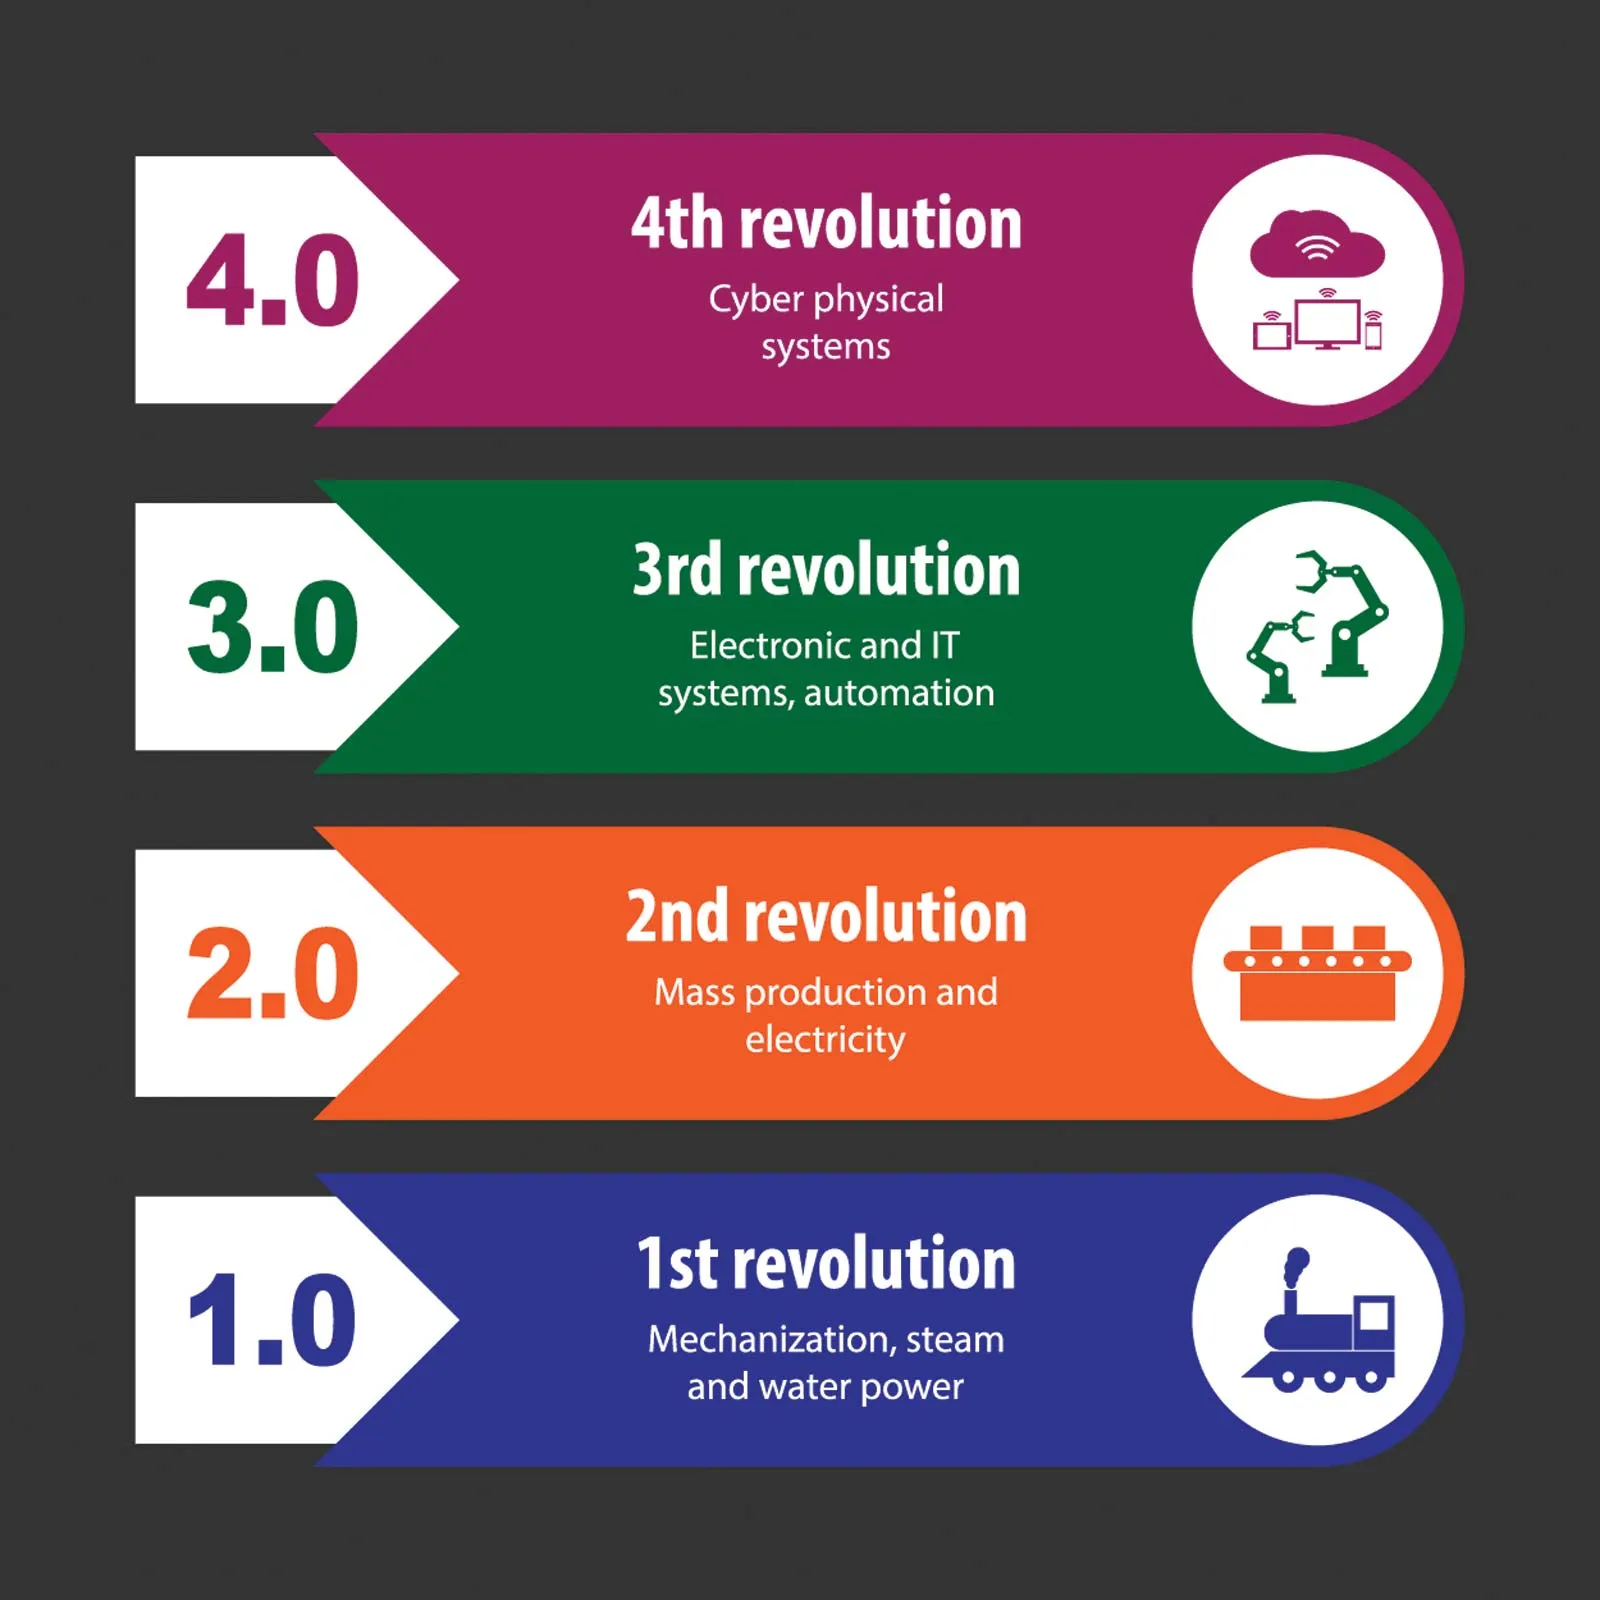 4.0
4th revolution
Cyber physical
systems
3.0
3rd revolution
Electronic and IT
systems, automation
2.0
2nd revolution
Mass production and
electricity
1.0
1st revolution
Mechanization, steam
and water power